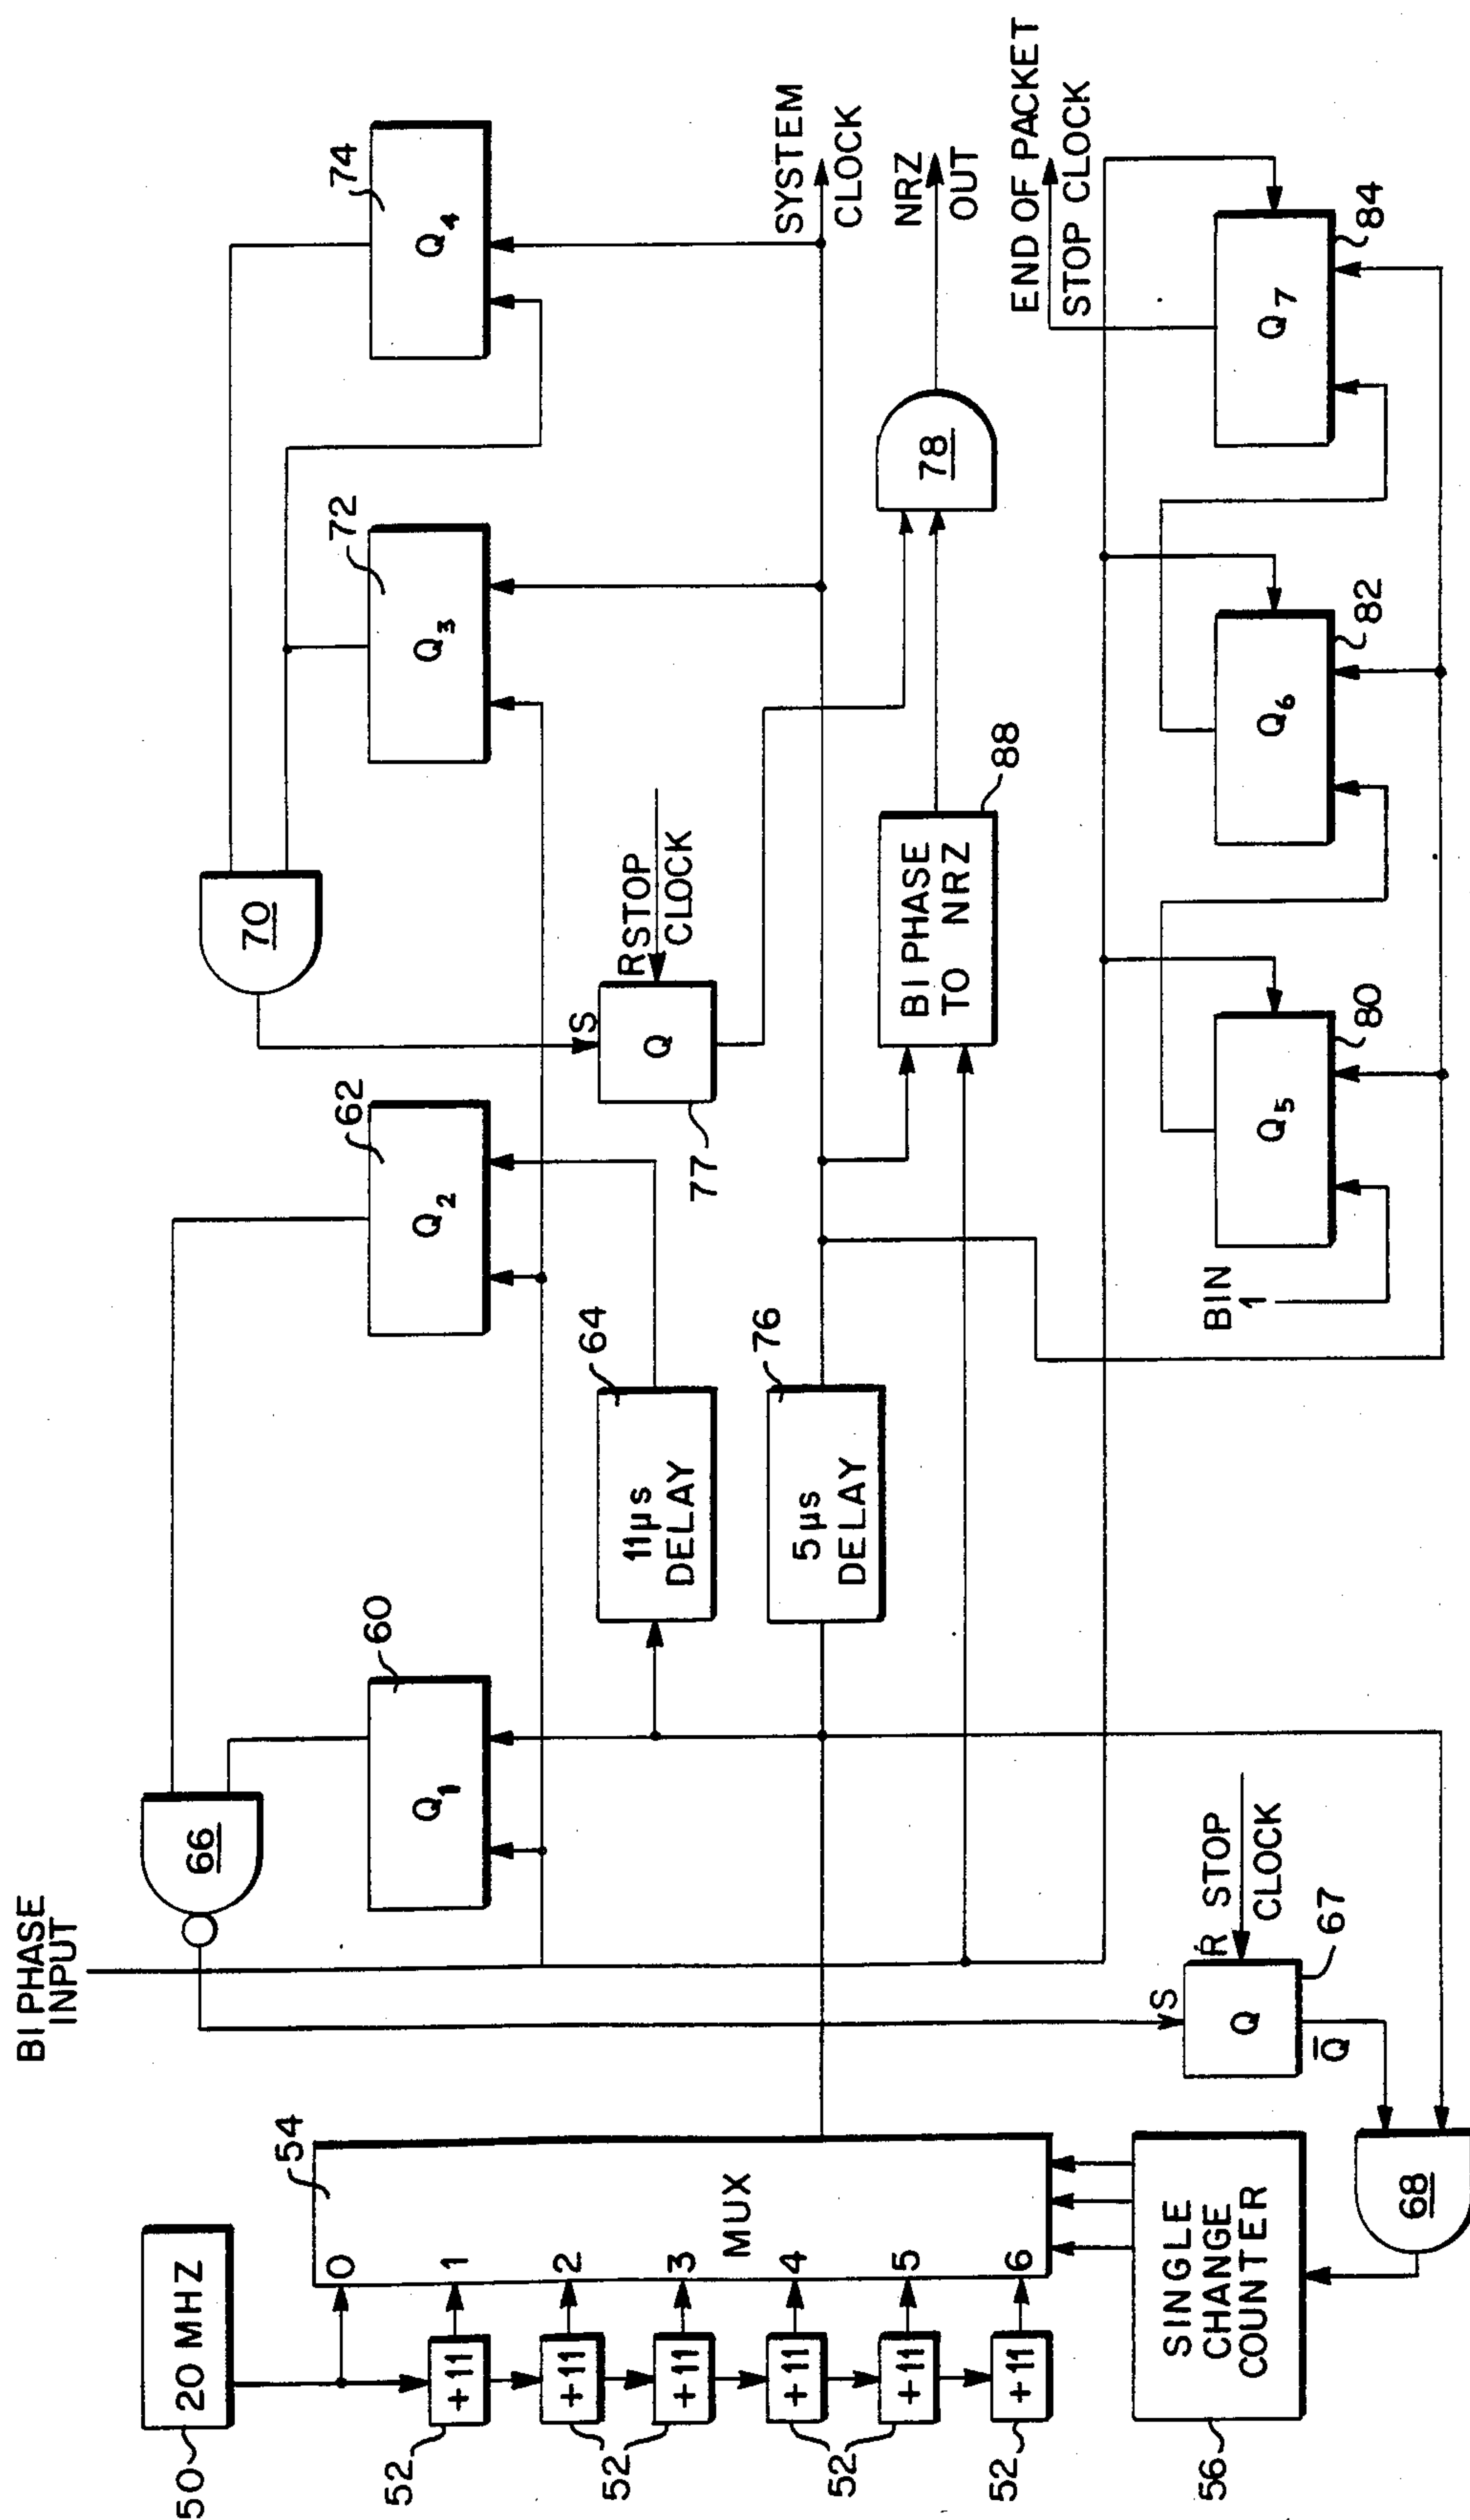 BI PHASE
INPUT
50
20 MHZ
52
+11
52
+11
+11
52
+11
+11
52
+11
54
0
1
2
3
4
5
6
MUX
56
SINGLE
CHANGE
COUNTER
68
66
60
Q1
62
Q2
64
11µs
DELAY
76
5µs
DELAY
S
Q
R STOP
CLOCK
Q̅
67
70
72
Q3
74
Q4
S
Q
RSTOP
CLOCK
77
BI PHASE
TO NRZ
88
78
SYSTEM
CLOCK
NRZ
OUT
END OF PACKET
STOP CLOCK
BIN
1
Q5
80
Q6
82
Q7
84